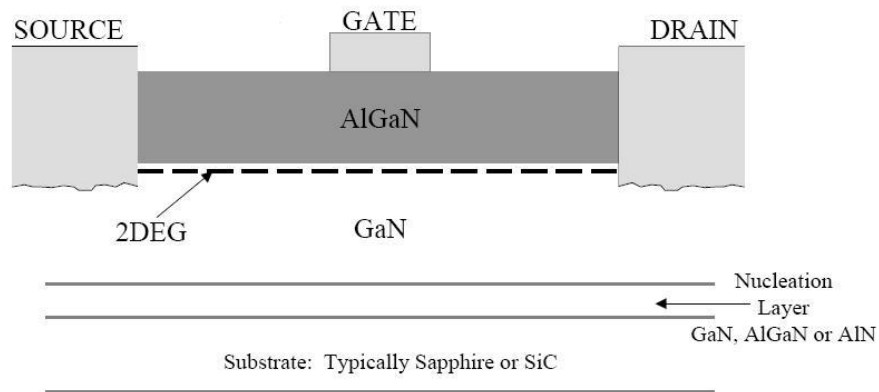 SOURCE
GATE
DRAIN
AlGaN
2DEG
GaN
Nucleation
Layer
GaN, AlGaN or AlN
Substrate: Typically Sapphire or SiC